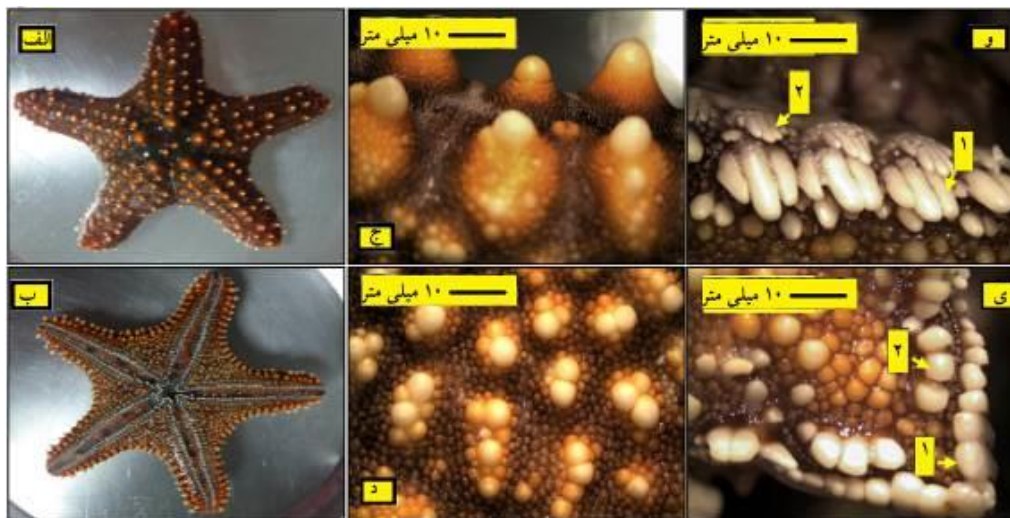 الف
۱۰ میلی متر
ج
۱۰ میلی متر
و
۲
۱
ب
۱۰ میلی متر
د
۱۰ میلی متر
ی
۲
۱